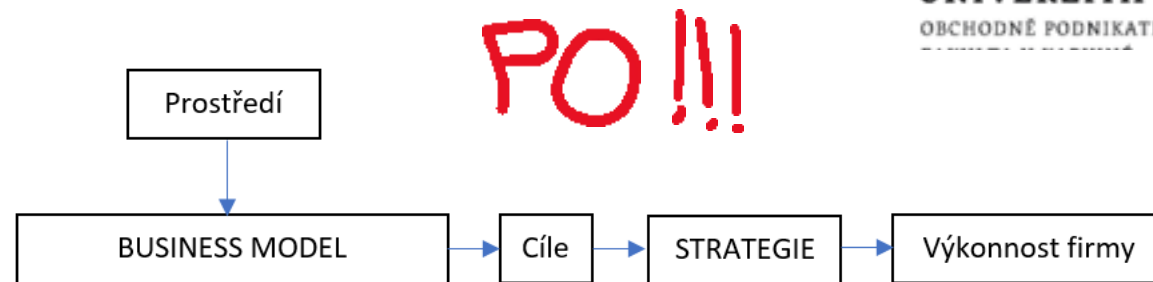 OBCHODNĚ PODNIKAT
PO!!!
Prostředí
BUSINESS MODEL
Cíle
STRATEGIE
Výkonnost firmy